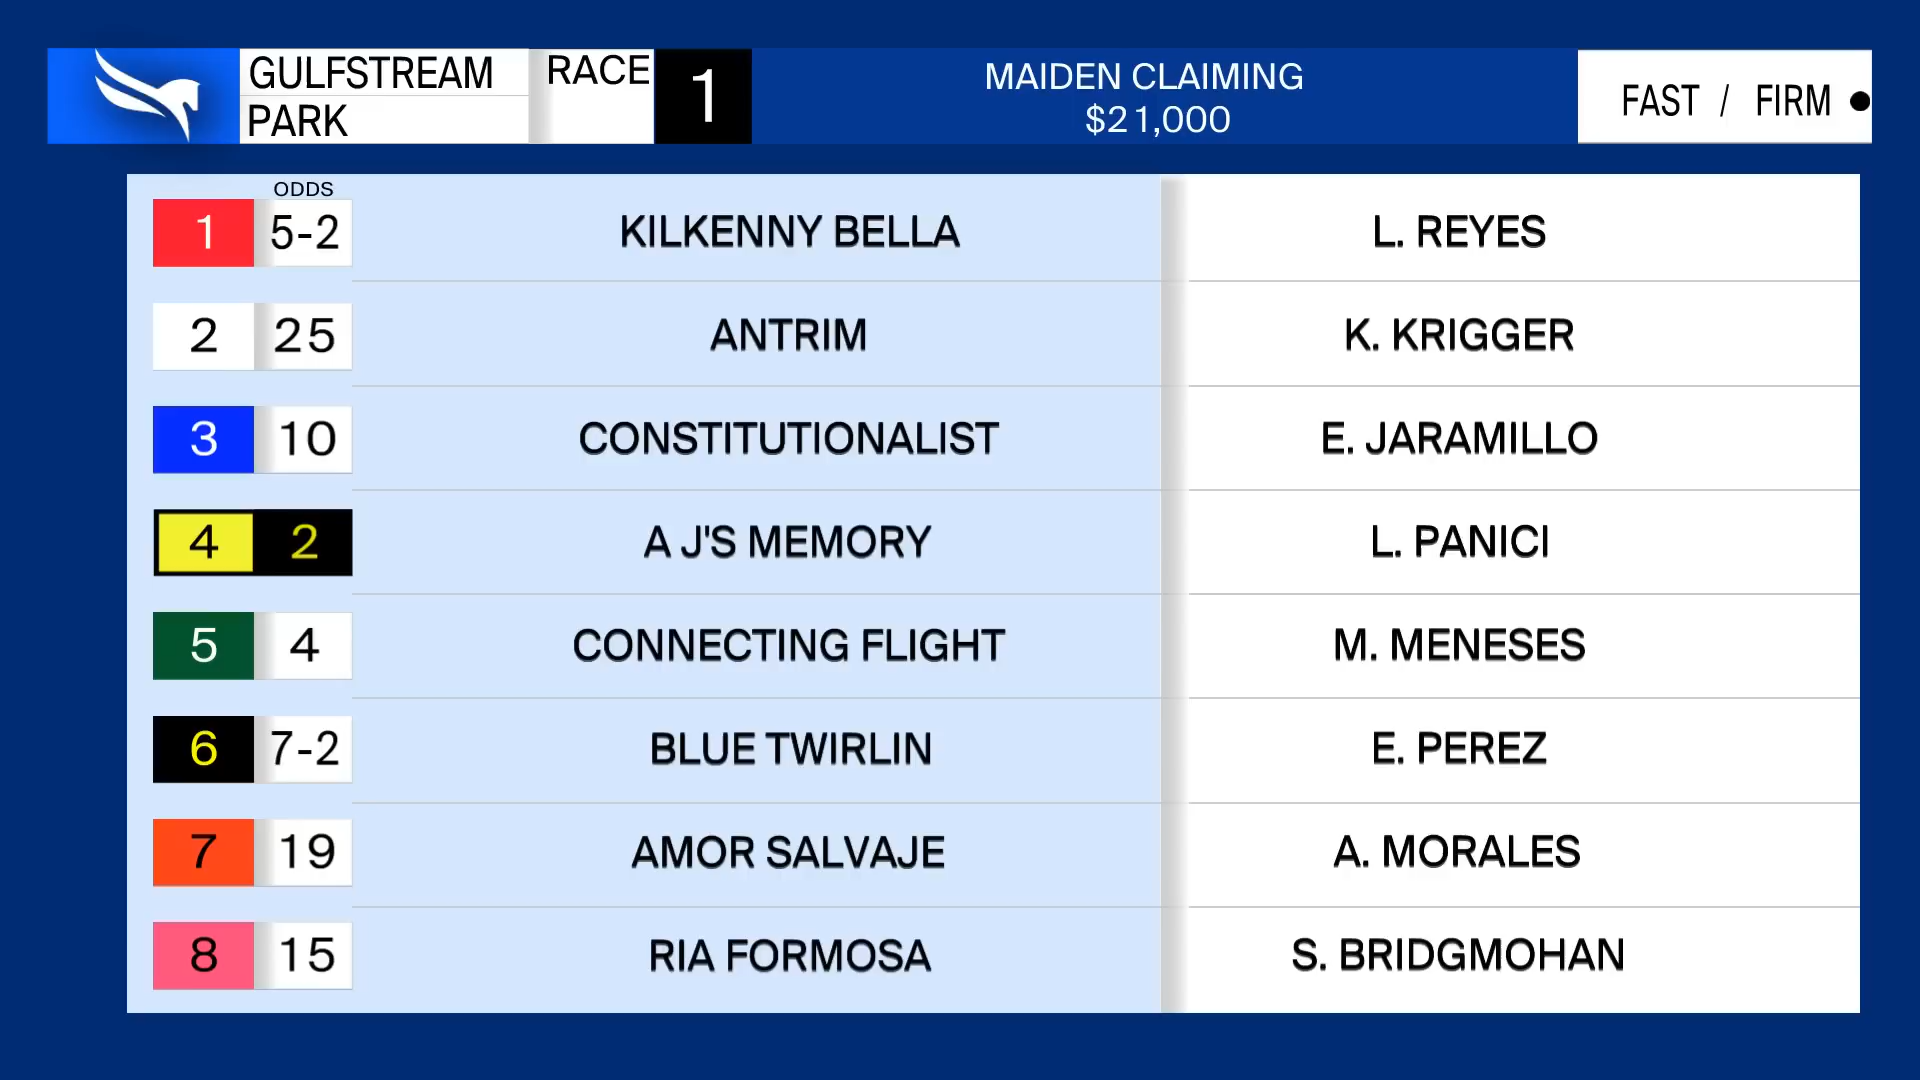 GULFSTREAM
PARK
RACE
1
MAIDEN CLAIMING
$21,000
FAST / FIRM
ODDS
1 5-2 KILKENNY BELLA L. REYES
2 25 ANTRIM K. KRIGGER
3 10 CONSTITUTIONALIST E. JARAMILLO
4 2 A J'S MEMORY L. PANICI
5 4 CONNECTING FLIGHT M. MENESES
6 7-2 BLUE TWIRLIN E. PEREZ
7 19 AMOR SALVAJE A. MORALES
8 15 RIA FORMOSA S. BRIDGMOHAN